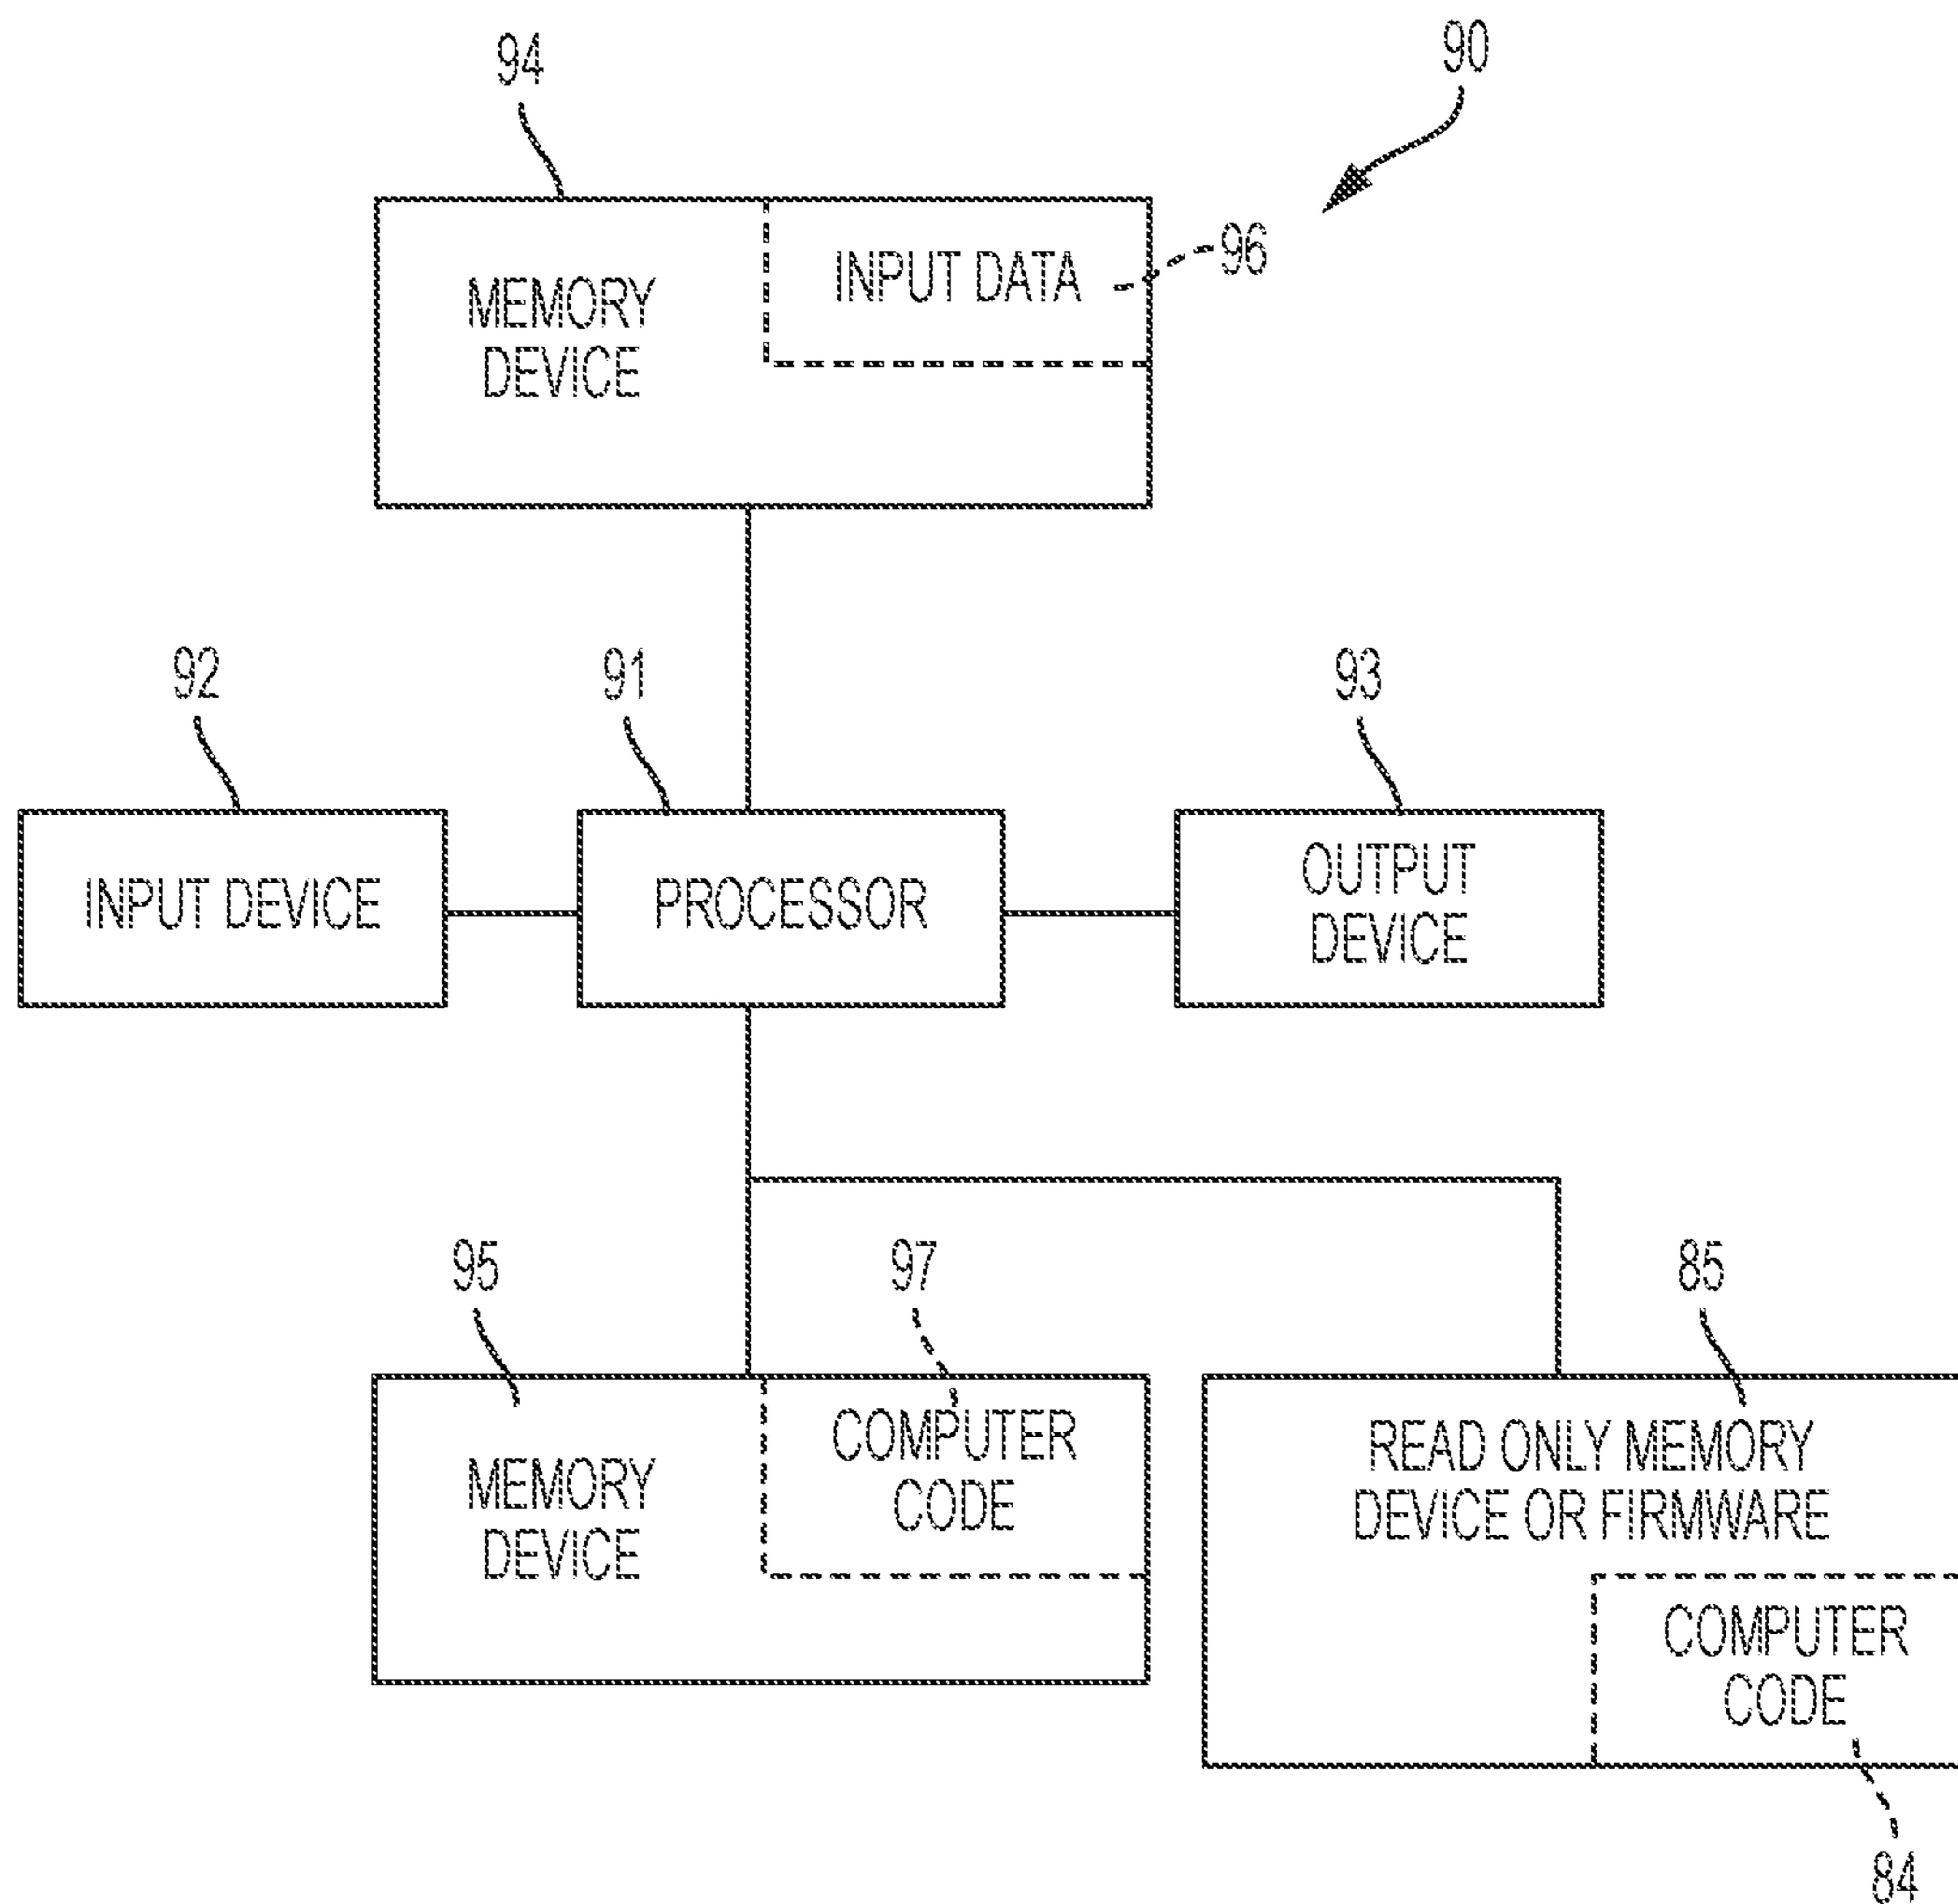 94
90
96
INPUT DATA
MEMORY
DEVICE
92
91
93
INPUT DEVICE
PROCESSOR
OUTPUT
DEVICE
95
97
85
COMPUTER
CODE
MEMORY
DEVICE
READ ONLY MEMORY
DEVICE OR FIRMWARE
COMPUTER
CODE
84